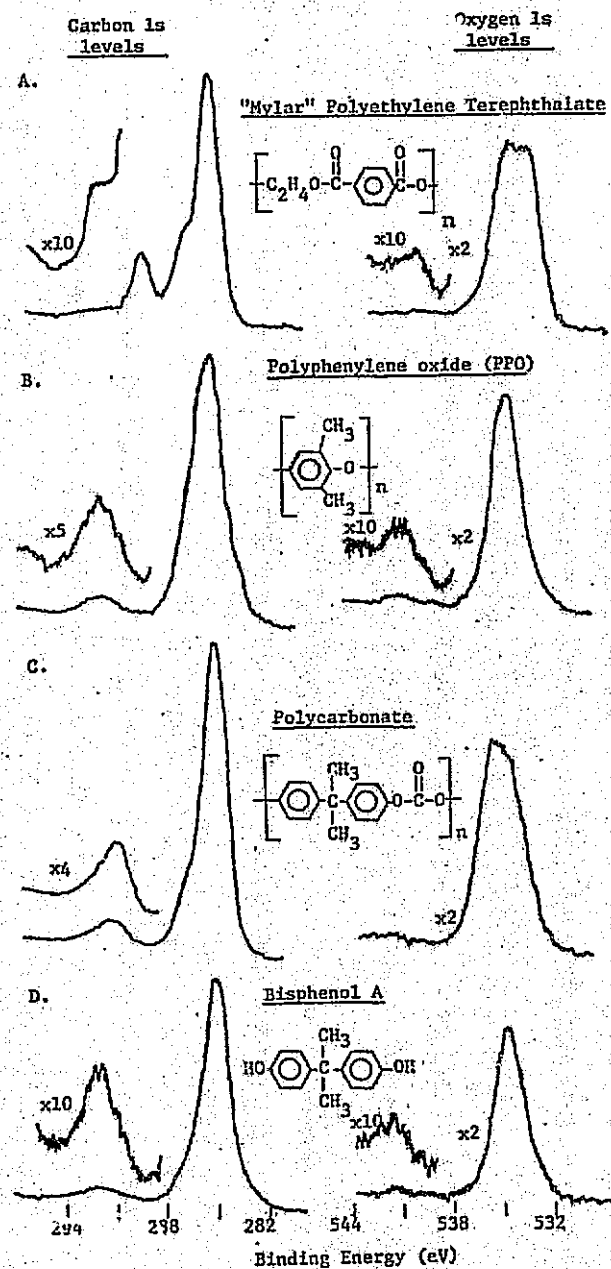 Carbon 1s
levels
Oxygen 1s
levels
A.
"Mylar" Polyethylene Terephthalate
O
O
C2H4O-C
C-O
n
x10
x10
x2
B.
Polyphenylene oxide (PPO)
CH3
O
CH3
n
x5
x10
x2
C.
Polycarbonate
CH3
O
C
O-C-O
CH3
n
x4
x2
D.
Bisphenol A
CH3
HO
C
OH
CH3
x10
x10
x2
294 298 282 544 538 532
Binding Energy (eV)